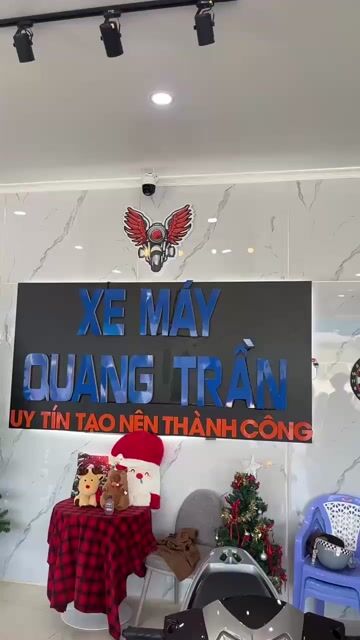 XE MÁY
QUANG TRẦN
UY TÍN TẠO NÊN THÀNH CÔNG